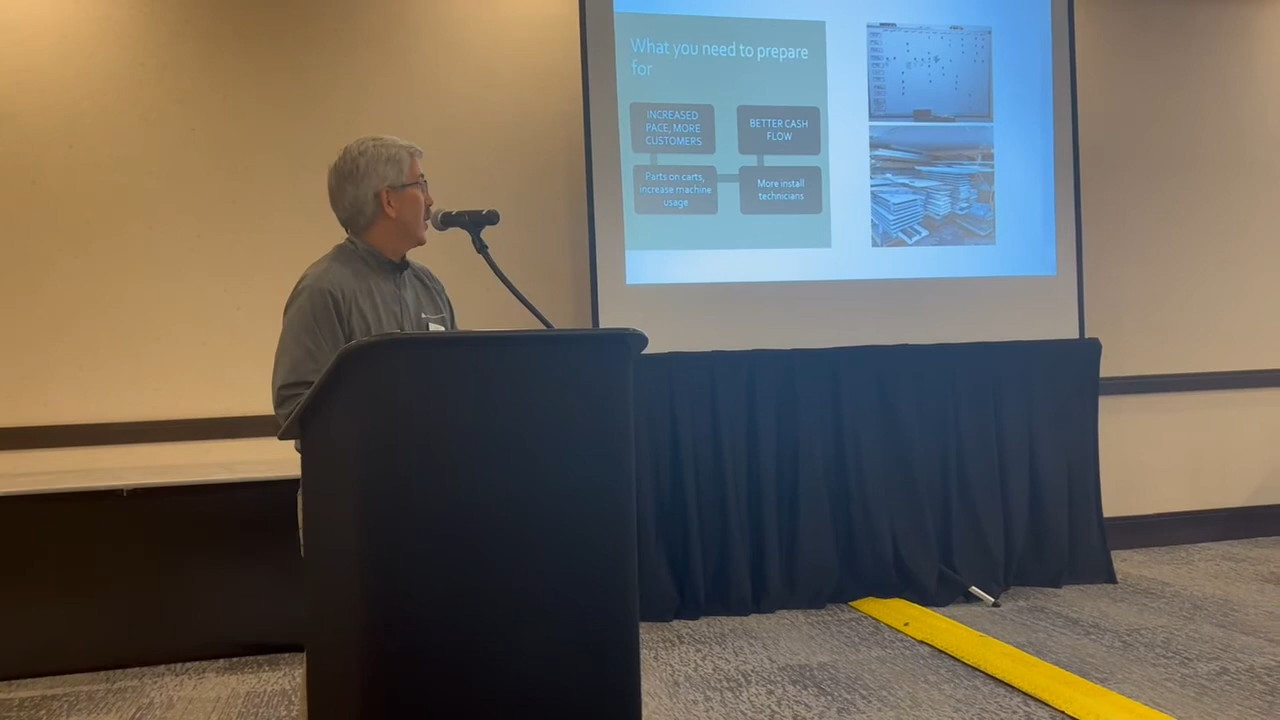 What you need to prepare
for
INCREASED
PACE, MORE
CUSTOMERS
BETTER CASH
FLOW
Parts on carts,
increase machine
usage
More install
technicians